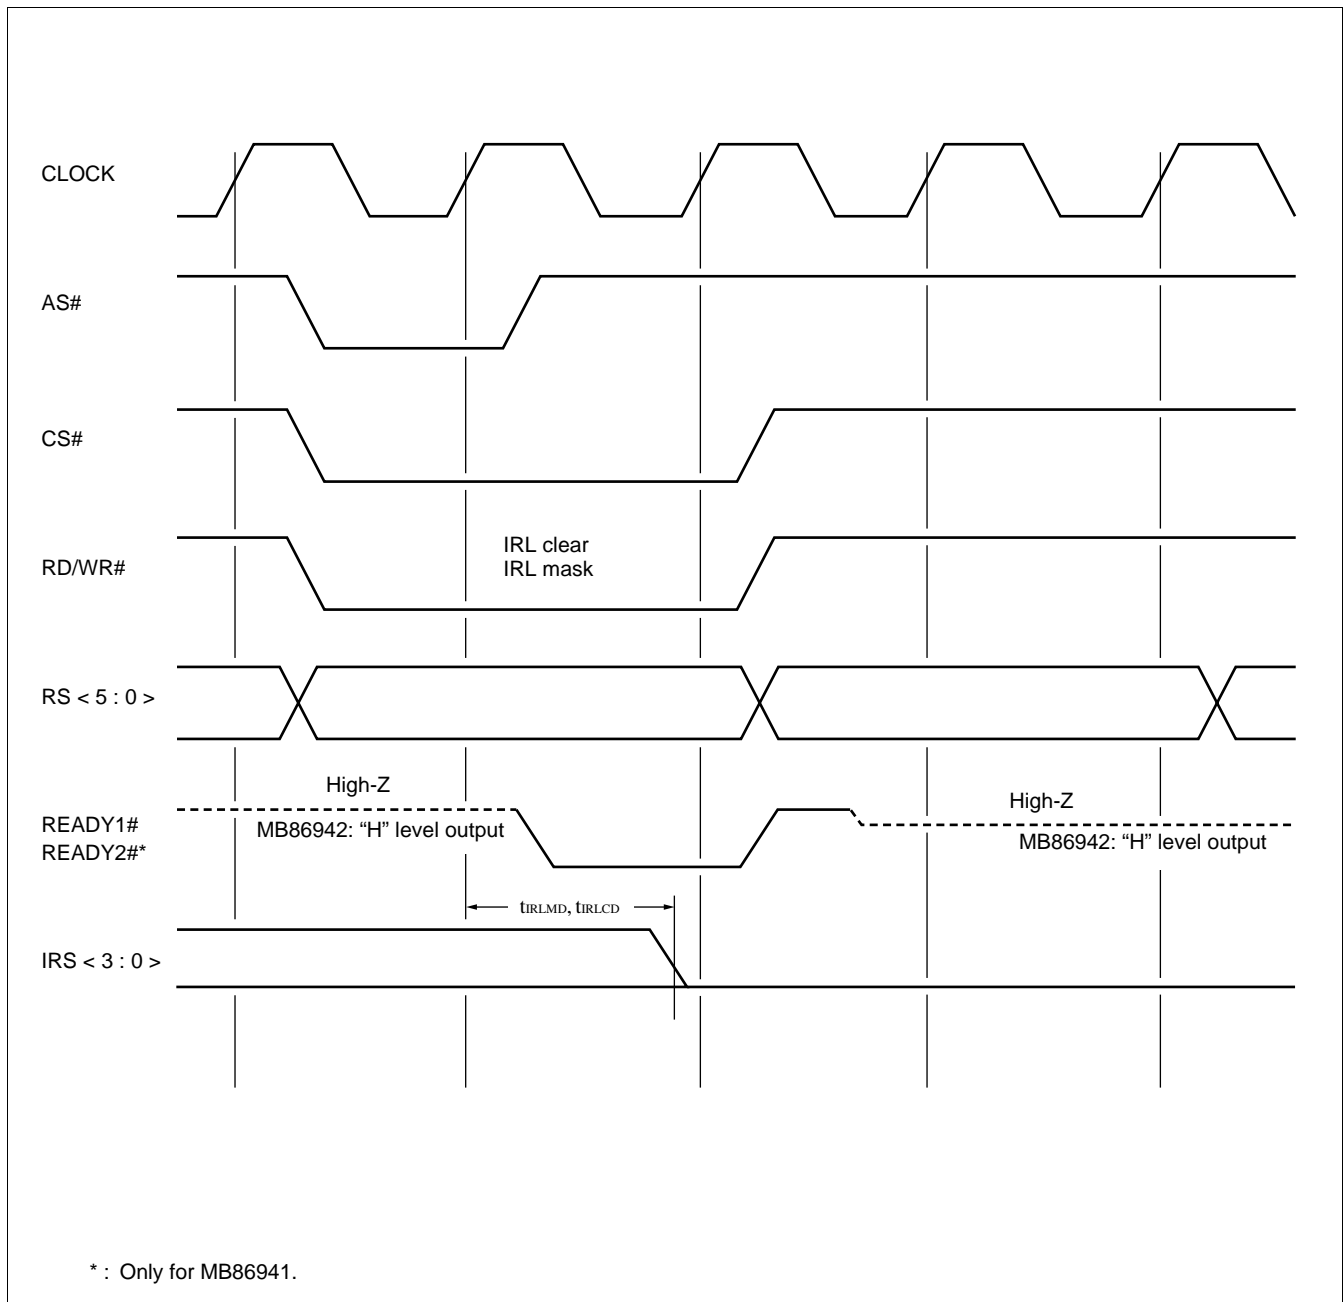 CLOCK
AS#
CS#
IRL clear
IRL mask
RD/WR#
RS < 5 : 0 >
High-Z
High-Z
READY1#
READY2#*
MB86942: “H” level output
MB86942: “H” level output
tIRLMD, tIRLCD
IRS < 3 : 0 >
* : Only for MB86941.